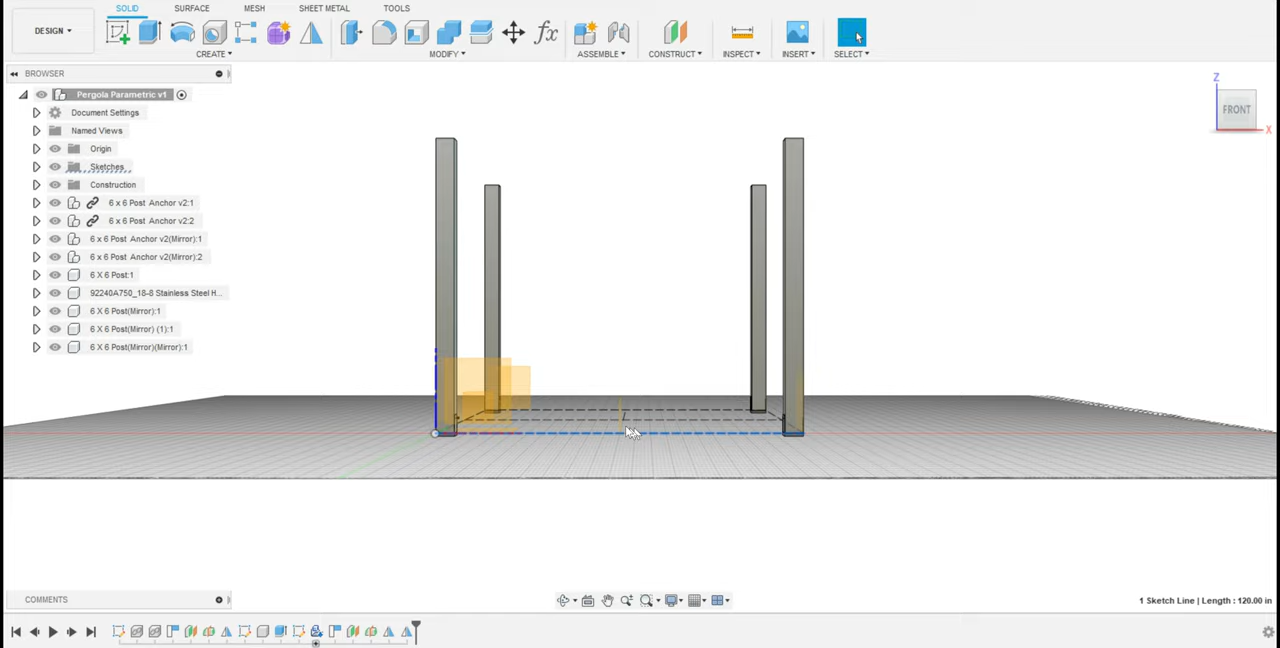 SOLID SURFACE MESH SHEET METAL TOOLS
DESIGN ▾
fx
CREATE ▾ MODIFY ▾ ASSEMBLE ▾ CONSTRUCT ▾ INSPECT ▾ INSERT ▾ SELECT ▾
BROWSER
Pergola Parametric v1
Document Settings
Named Views
Origin
Sketches
Construction
6 x 6 Post Anchor v2:1
6 x 6 Post Anchor v2:2
6 x 6 Post Anchor v2(Mirror):1
6 x 6 Post Anchor v2(Mirror):2
6 X 6 Post:1
92240A750_18-8 Stainless Steel H...
6 X 6 Post(Mirror):1
6 X 6 Post(Mirror) (1):1
6 X 6 Post(Mirror)(Mirror):1
Z
FRONT
X
COMMENTS
1 Sketch Line | Length : 120.00 in